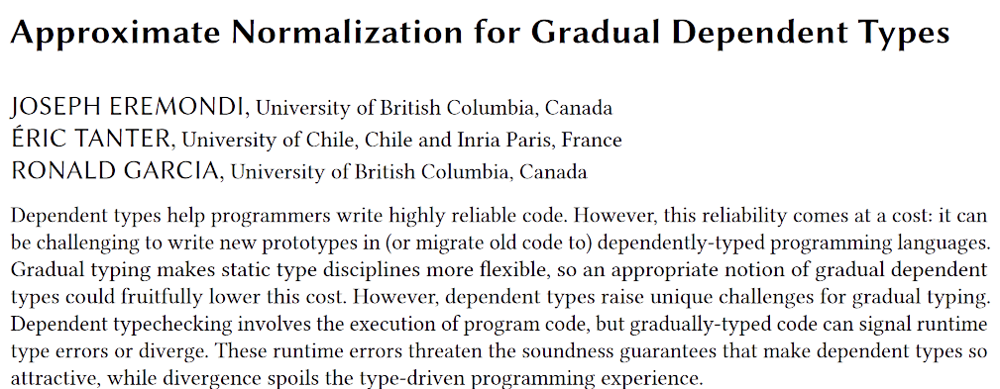 Approximate Normalization for Gradual Dependent Types
JOSEPH EREMONDI, University of British Columbia, Canada
ÉRIC TANTER, University of Chile, Chile and Inria Paris, France
RONALD GARCIA, University of British Columbia, Canada
Dependent types help programmers write highly reliable code. However, this reliability comes at a cost: it can
be challenging to write new prototypes in (or migrate old code to) dependently-typed programming languages.
Gradual typing makes static type disciplines more flexible, so an appropriate notion of gradual dependent
types could fruitfully lower this cost. However, dependent types raise unique challenges for gradual typing.
Dependent typechecking involves the execution of program code, but gradually-typed code can signal runtime
type errors or diverge. These runtime errors threaten the soundness guarantees that make dependent types so
attractive, while divergence spoils the type-driven programming experience.